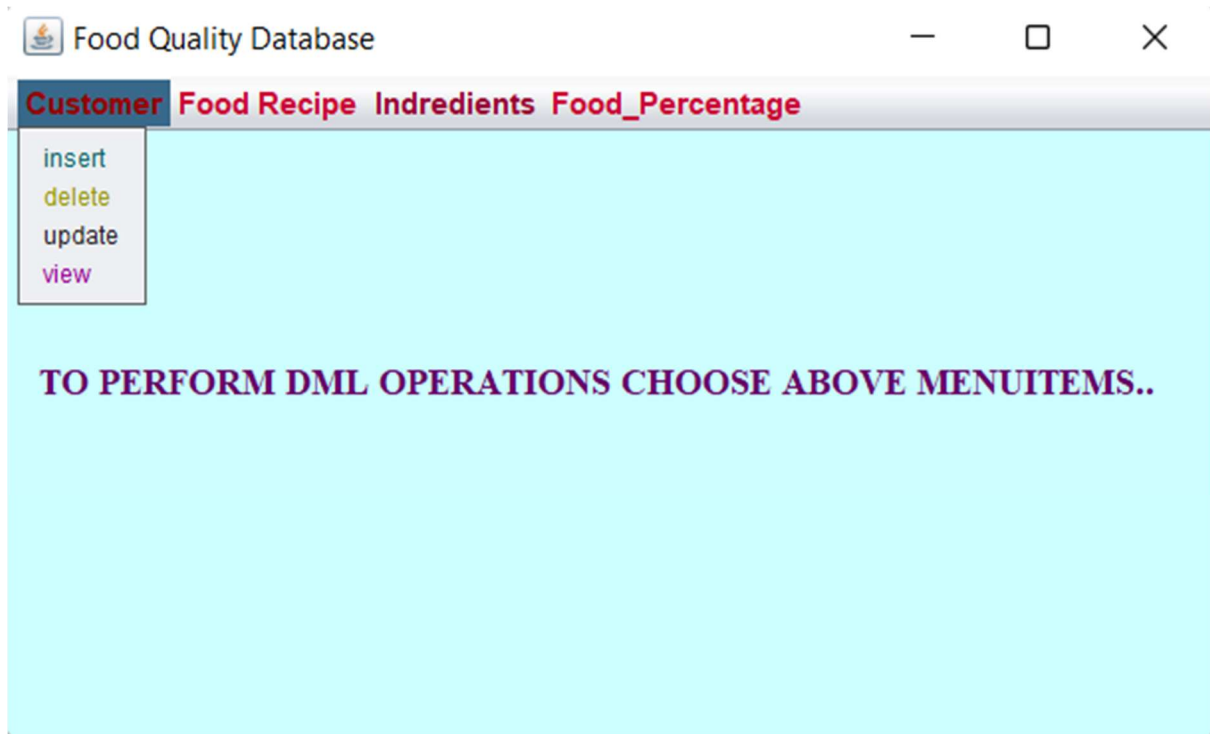 Food Quality Database
Customer Food Recipe Indredients Food_Percentage
insert
delete
update
view
TO PERFORM DML OPERATIONS CHOOSE ABOVE MENUITEMS..